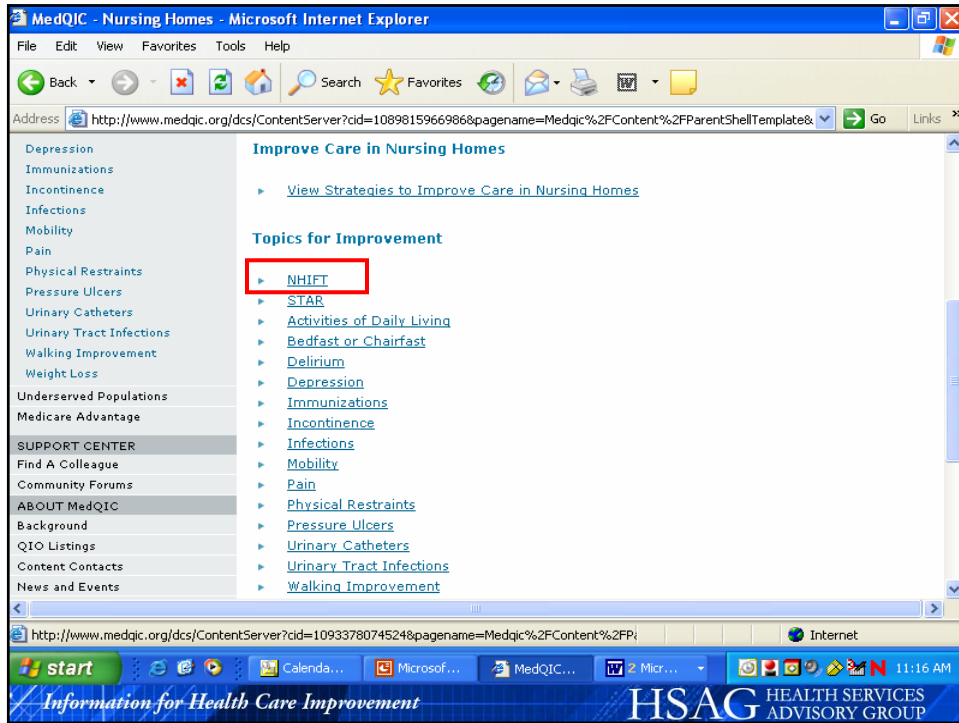 MedQIC - Nursing Homes - Microsoft Internet Explorer
File Edit View Favorites Tools Help
Back Search Favorites
Address http://www.medqic.org/dcs/ContentServer?cid=1089815966986&pagename=Medqic%2FContent%2FParentShellTemplate& Go Links »
Depression
Immunizations
Incontinence
Infections
Mobility
Pain
Physical Restraints
Pressure Ulcers
Urinary Catheters
Urinary Tract Infections
Walking Improvement
Weight Loss
Underserved Populations
Medicare Advantage
SUPPORT CENTER
Find A Colleague
Community Forums
ABOUT MedQIC
Background
QIO Listings
Content Contacts
News and Events
Improve Care in Nursing Homes
View Strategies to Improve Care in Nursing Homes
Topics for Improvement
NHIFT
STAR
Activities of Daily Living
Bedfast or Chairfast
Delirium
Depression
Immunizations
Incontinence
Infections
Mobility
Pain
Physical Restraints
Pressure Ulcers
Urinary Catheters
Urinary Tract Infections
Walking Improvement
http://www.medqic.org/dcs/ContentServer?cid=1093378074524&pagename=Medqic%2FContent%2FPa Internet
start Calenda... Microsof... MedQIC... 2 Micr... 11:16 AM
Information for Health Care Improvement
HSAG HEALTH SERVICES
ADVISORY GROUP